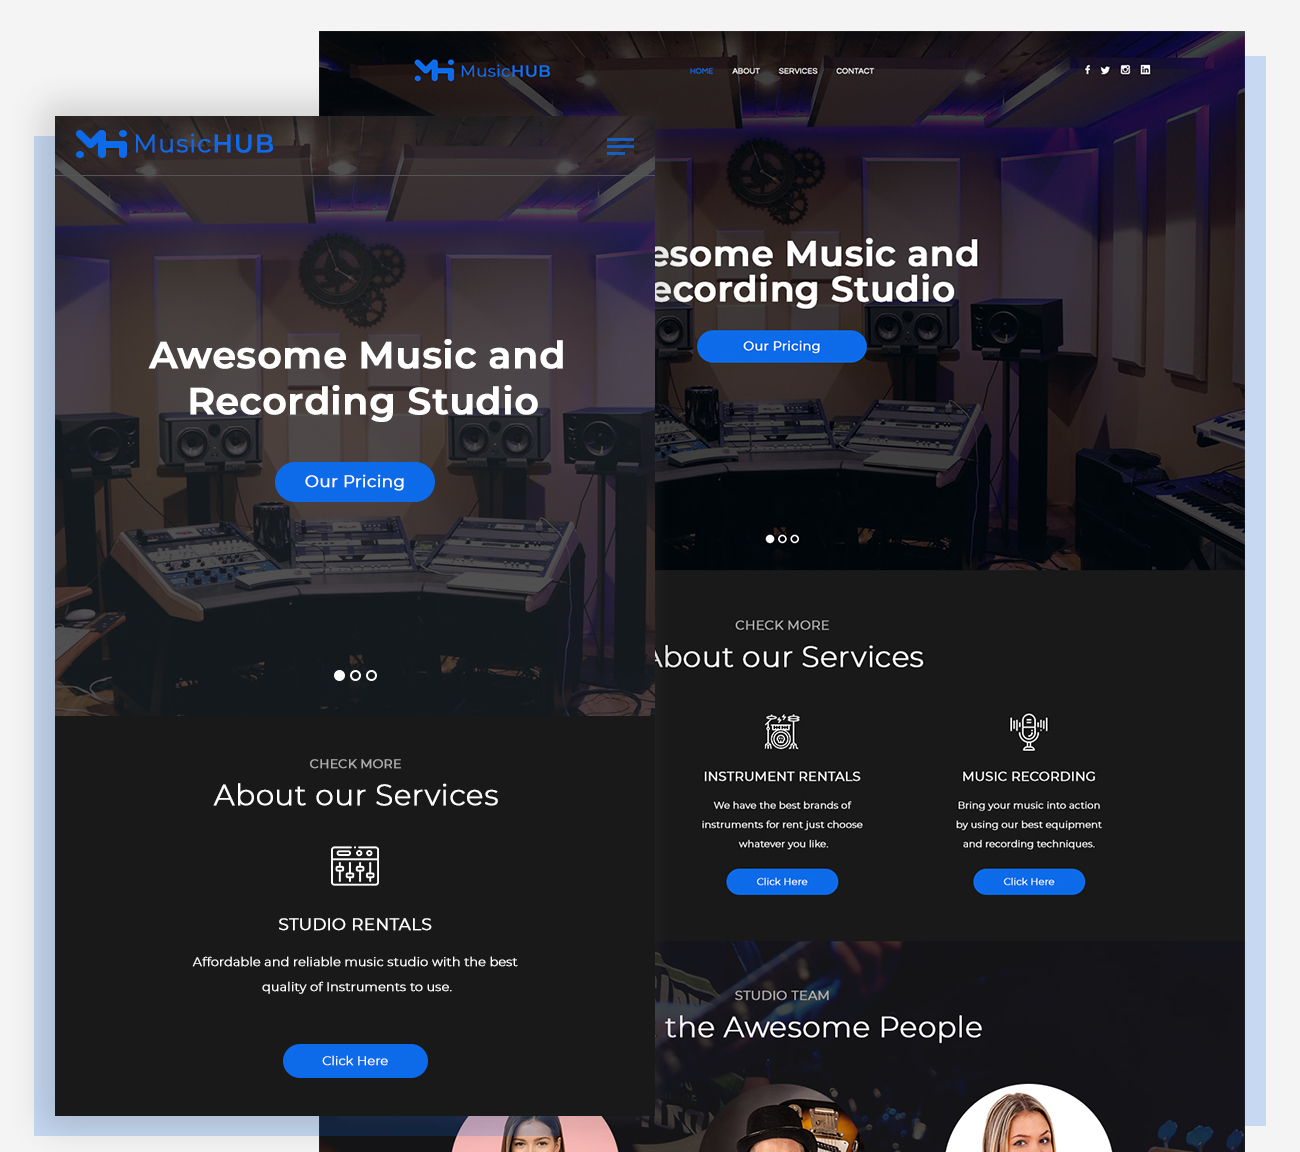 MusicHUB
HOME ABOUT SERVICES CONTACT
esome Music and
ecording Studio
Our Pricing
CHECK MORE
About our Services
INSTRUMENT RENTALS
We have the best brands of
instruments for rent just choose
whatever you like.
Click Here
MUSIC RECORDING
Bring your music into action
by using our best equipment
and recording techniques.
Click Here
STUDIO TEAM
the Awesome People
MusicHUB
Awesome Music and
Recording Studio
Our Pricing
CHECK MORE
About our Services
STUDIO RENTALS
Affordable and reliable music studio with the best
quality of Instruments to use.
Click Here